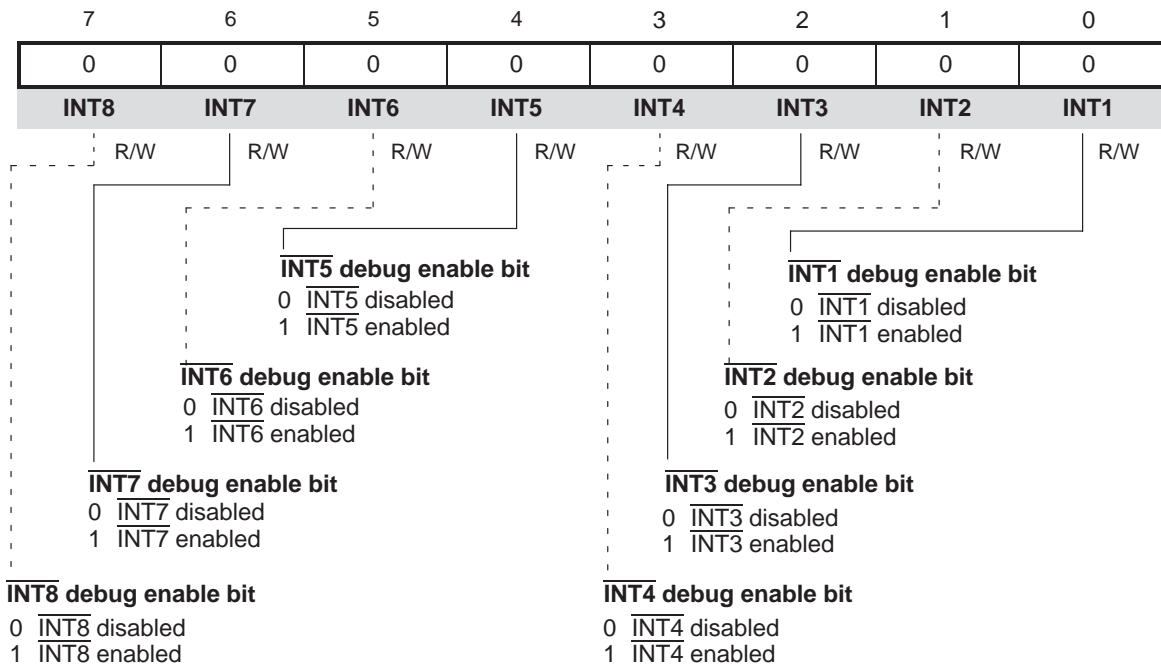 7 6 5 4 3 2 1 0
0 0 0 0 0 0 0 0
INT8 INT7 INT6 INT5 INT4 INT3 INT2 INT1
R/W R/W R/W R/W R/W R/W R/W R/W
INT5 debug enable bit
0 INT5 disabled
1 INT5 enabled
INT1 debug enable bit
0 INT1 disabled
1 INT1 enabled
INT6 debug enable bit
0 INT6 disabled
1 INT6 enabled
INT2 debug enable bit
0 INT2 disabled
1 INT2 enabled
INT7 debug enable bit
0 INT7 disabled
1 INT7 enabled
INT3 debug enable bit
0 INT3 disabled
1 INT3 enabled
INT8 debug enable bit
0 INT8 disabled
1 INT8 enabled
INT4 debug enable bit
0 INT4 disabled
1 INT4 enabled